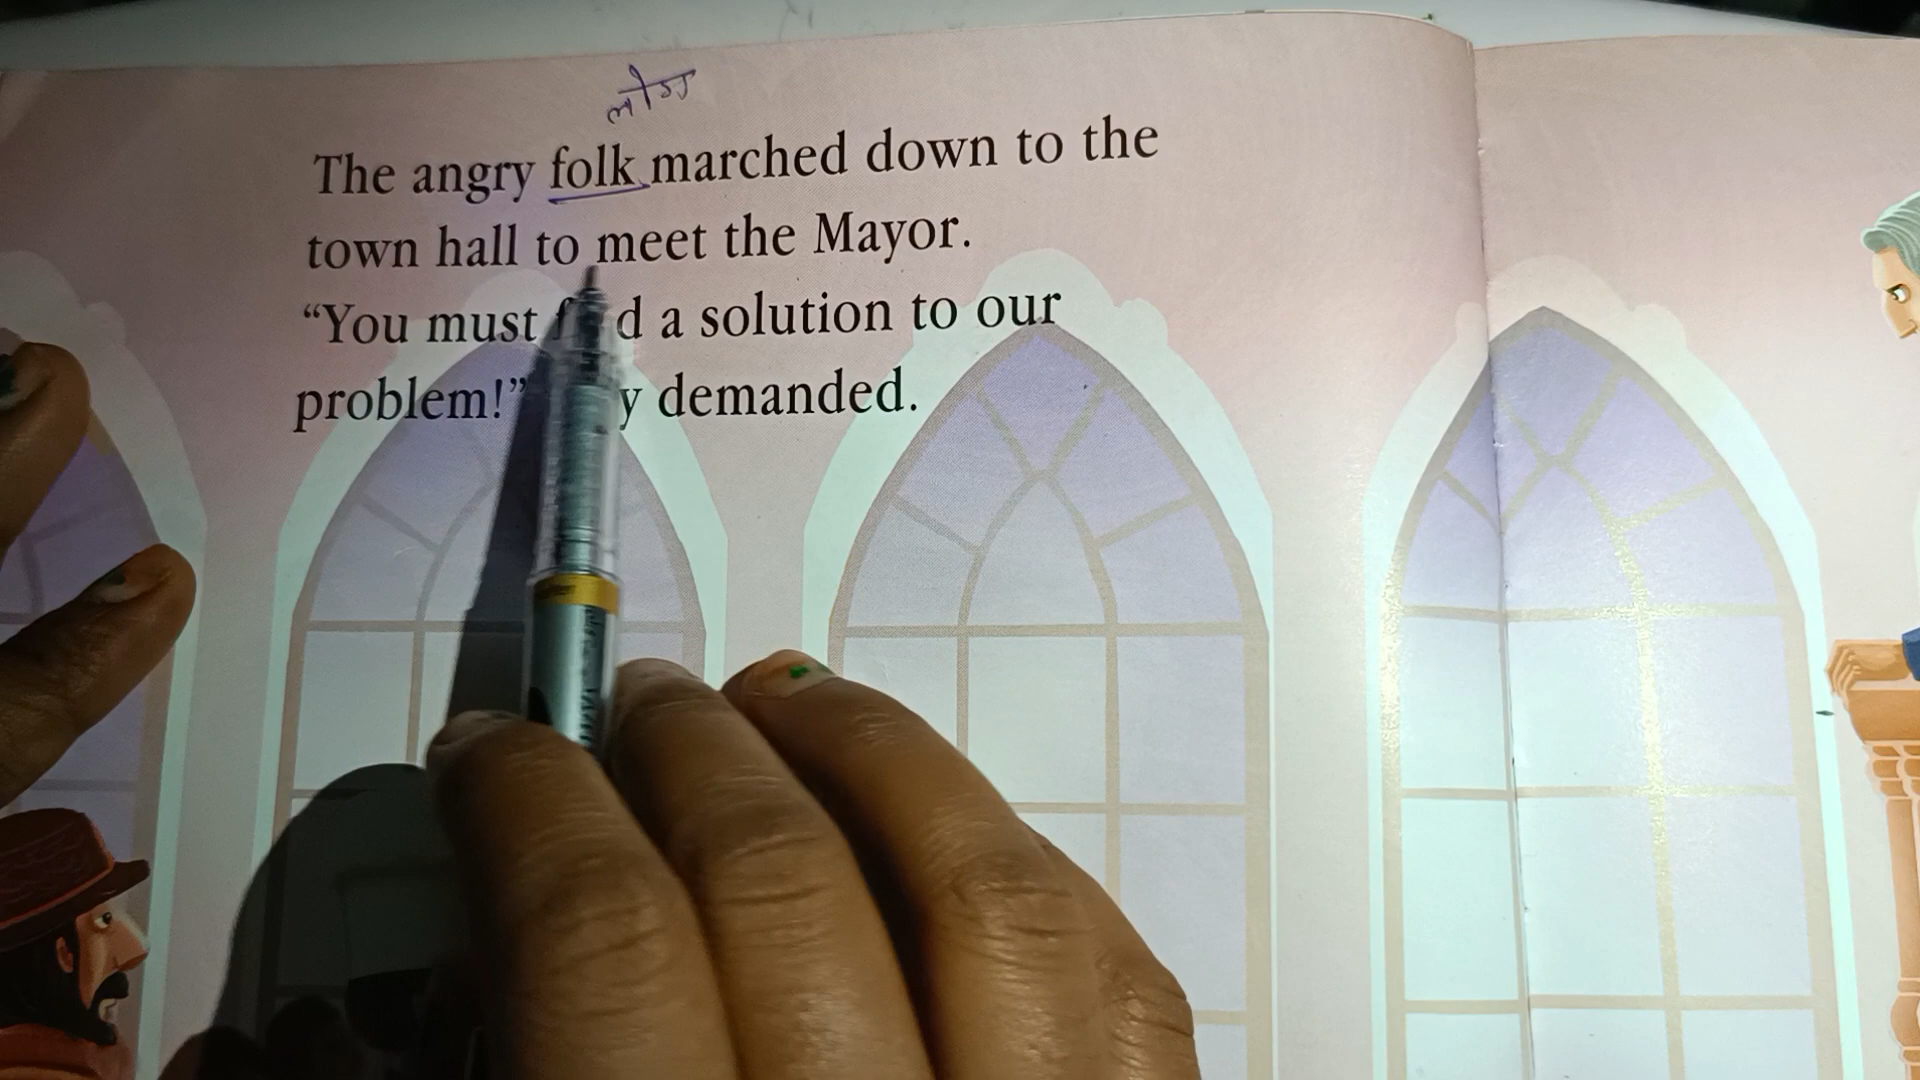 The angry folk marched down to the
town hall to meet the Mayor.
“You must a solution to our
problem!” demanded.